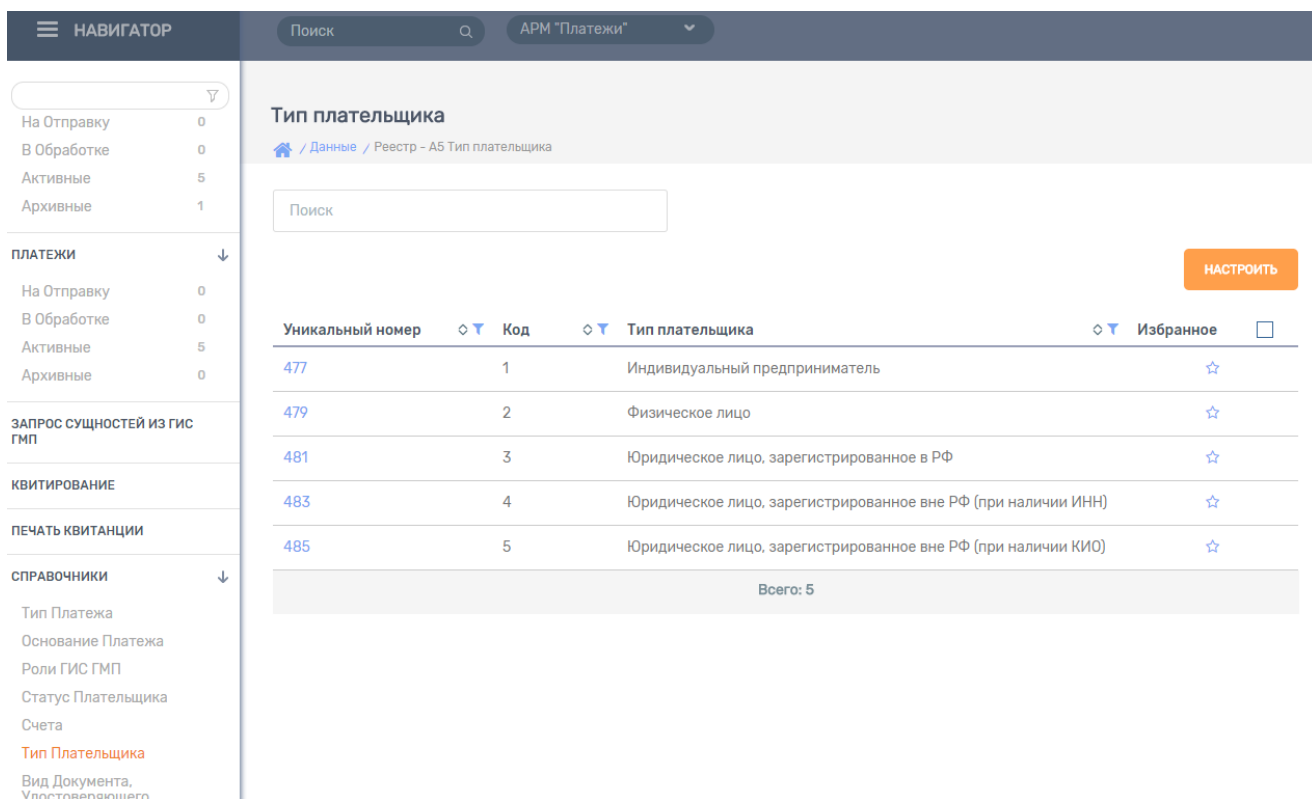 НАВИГАТОР
Поиск
АРМ "Платежи"
На Отправку 0
В Обработке 0
Активные 5
Архивные 1
ПЛАТЕЖИ
На Отправку 0
В Обработке 0
Активные 5
Архивные 0
ЗАПРОС СУЩНОСТЕЙ ИЗ ГИС
ГМП
КВИТИРОВАНИЕ
ПЕЧАТЬ КВИТАНЦИИ
СПРАВОЧНИКИ
Тип Платежа
Основание Платежа
Роли ГИС ГМП
Статус Плательщика
Счета
Тип Плательщика
Вид Документа,
Удостоверяющего
Тип плательщика
/ Данные / Реестр - А5 Тип плательщика
Поиск
НАСТРОИТЬ
Уникальный номер Код Тип плательщика Избранное
477 1 Индивидуальный предприниматель
479 2 Физическое лицо
481 3 Юридическое лицо, зарегистрированное в РФ
483 4 Юридическое лицо, зарегистрированное вне РФ (при наличии ИНН)
485 5 Юридическое лицо, зарегистрированное вне РФ (при наличии КИО)
Всего: 5